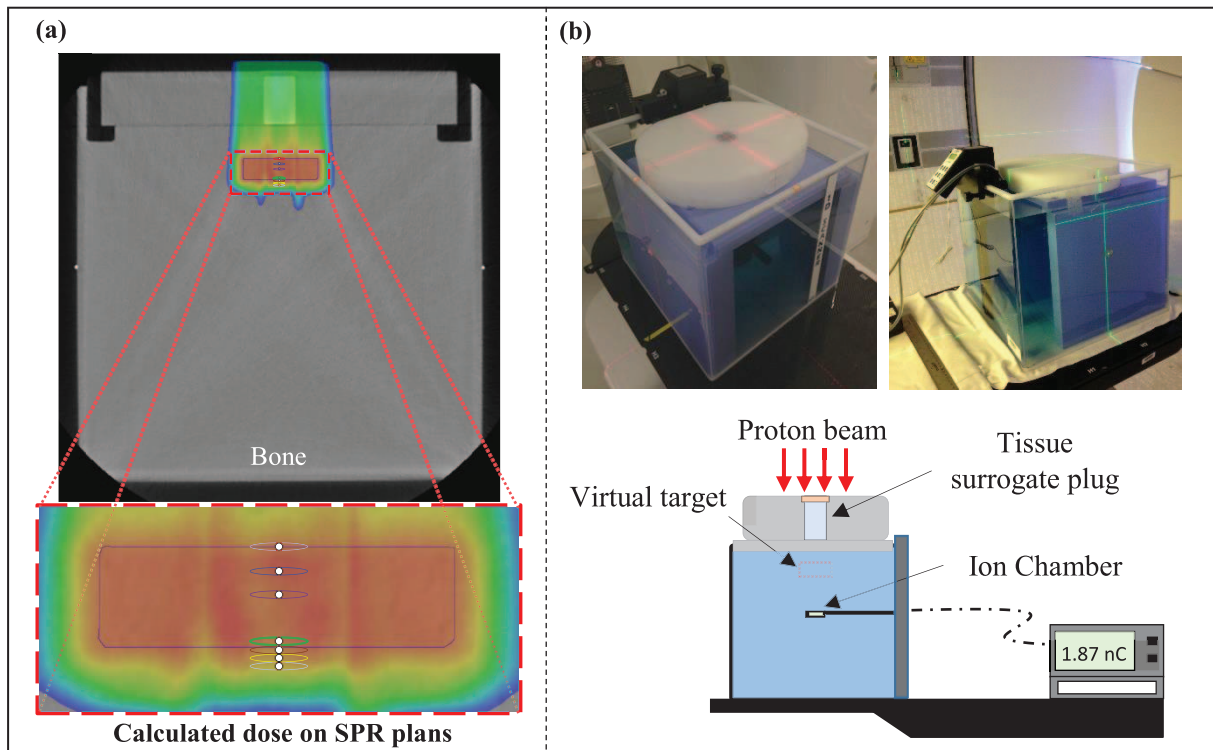 (a)
Bone
Calculated dose on SPR plans
(b)
Proton beam
Tissue
surrogate plug
Virtual target
Ion Chamber
1.87 nC